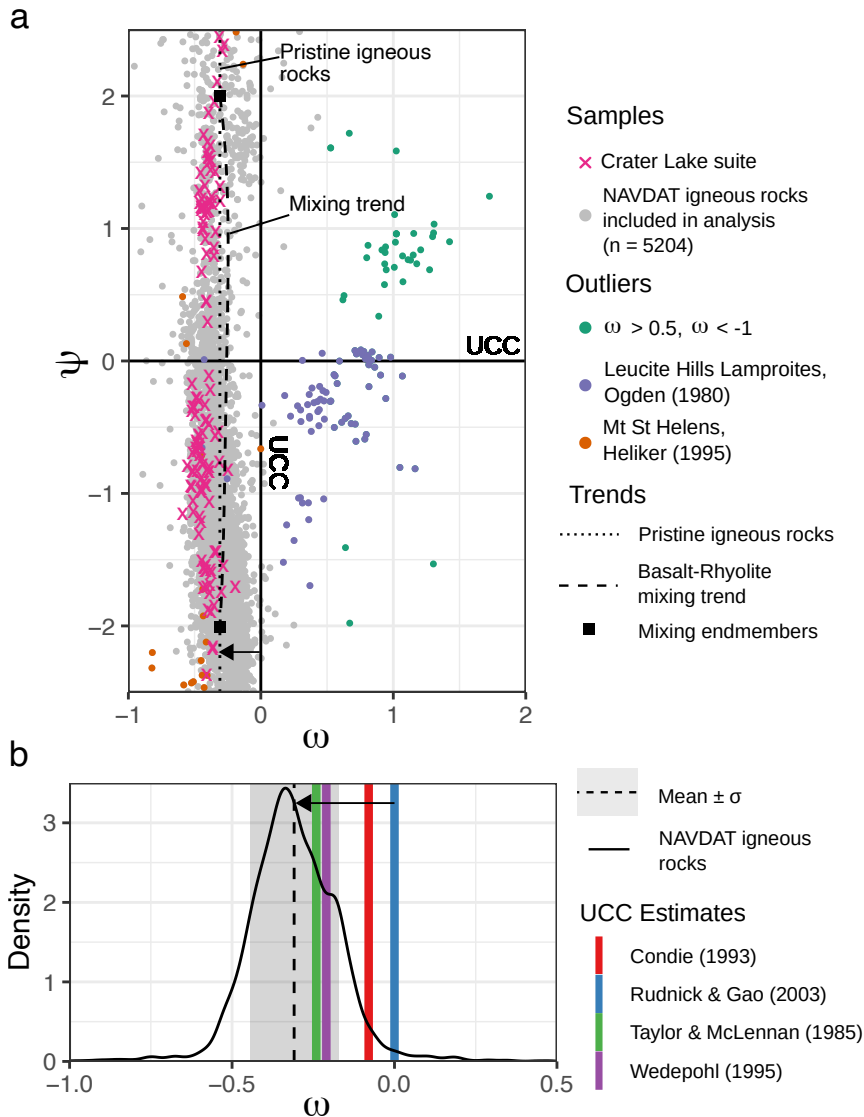 a
Pristine igneous
rocks
Mixing trend
UCC
UCC
2
1
0
−1
−2
ψ
−1
0
1
2
ω
Samples
Crater Lake suite
NAVDAT igneous rocks
included in analysis
(n = 5204)
Outliers
ω > 0.5, ω < -1
Leucite Hills Lamproites,
Ogden (1980)
Mt St Helens,
Heliker (1995)
Trends
Pristine igneous rocks
Basalt-Rhyolite
mixing trend
Mixing endmembers
b
3
2
1
0
Density
−1.0
−0.5
0.0
0.5
ω
Mean ± σ
NAVDAT igneous
rocks
UCC Estimates
Condie (1993)
Rudnick & Gao (2003)
Taylor & McLennan (1985)
Wedepohl (1995)